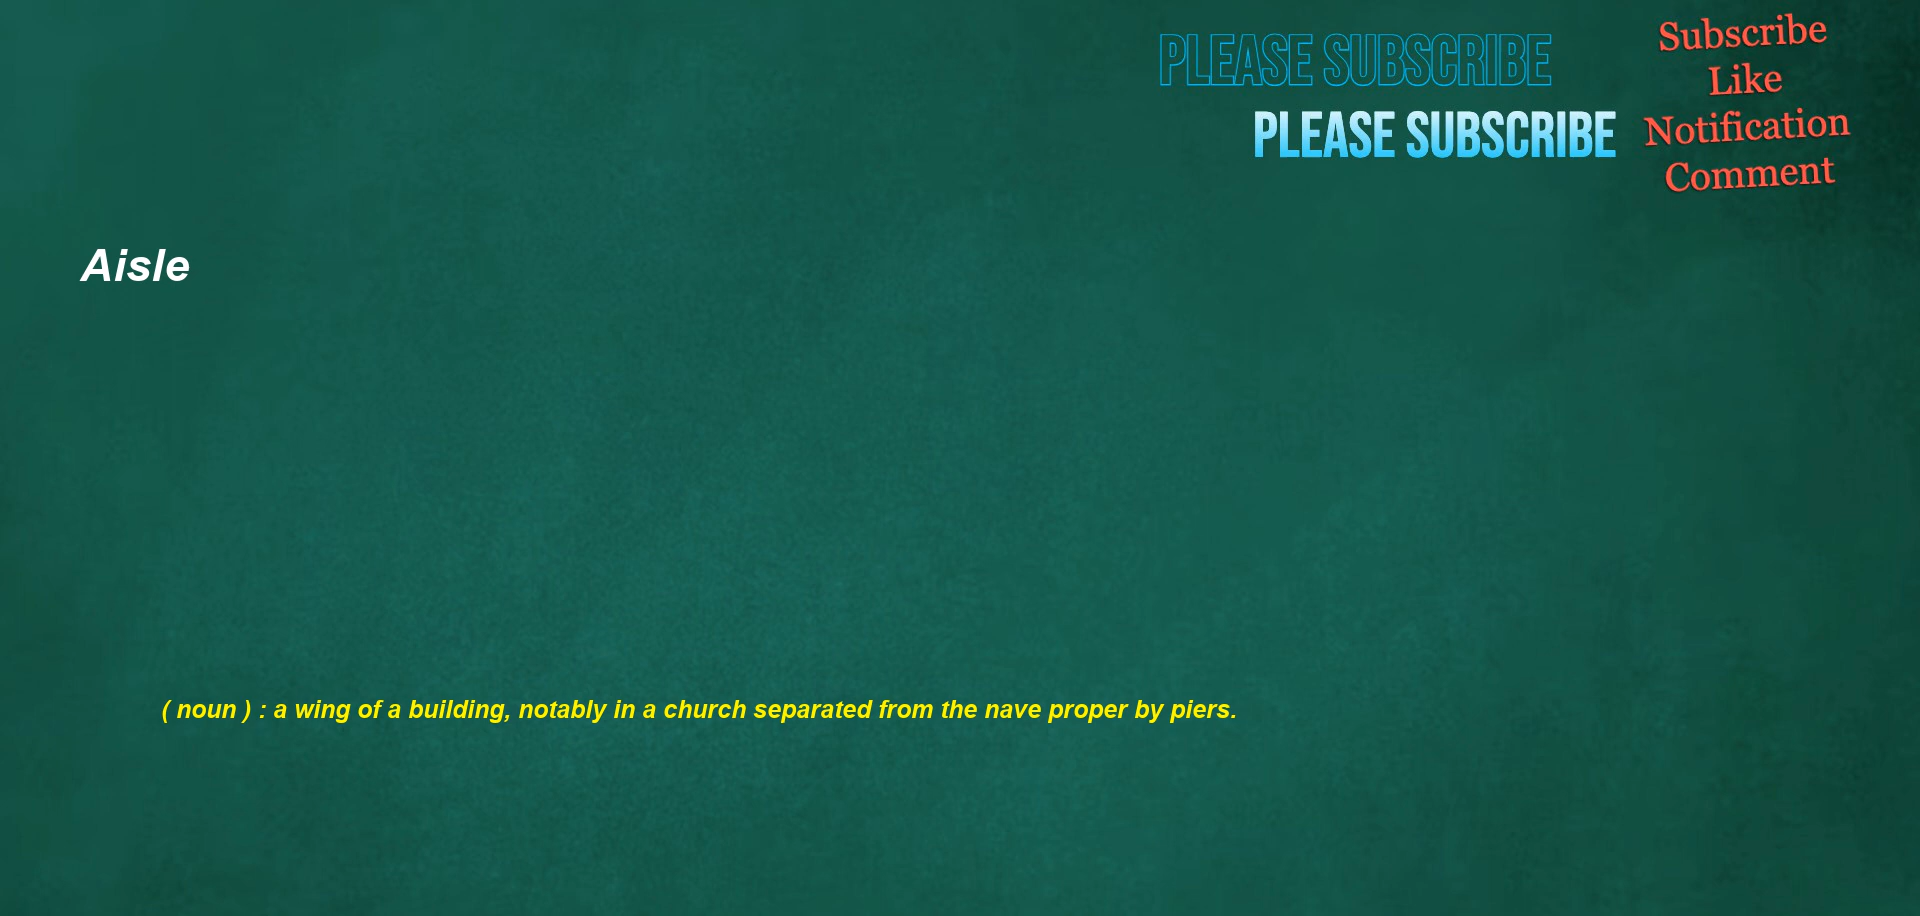 PLEASE SUBSCRIBE
PLEASE SUBSCRIBE
Subscribe
Like
Notification
Comment
Aisle
( noun ) : a wing of a building, notably in a church separated from the nave proper by piers.